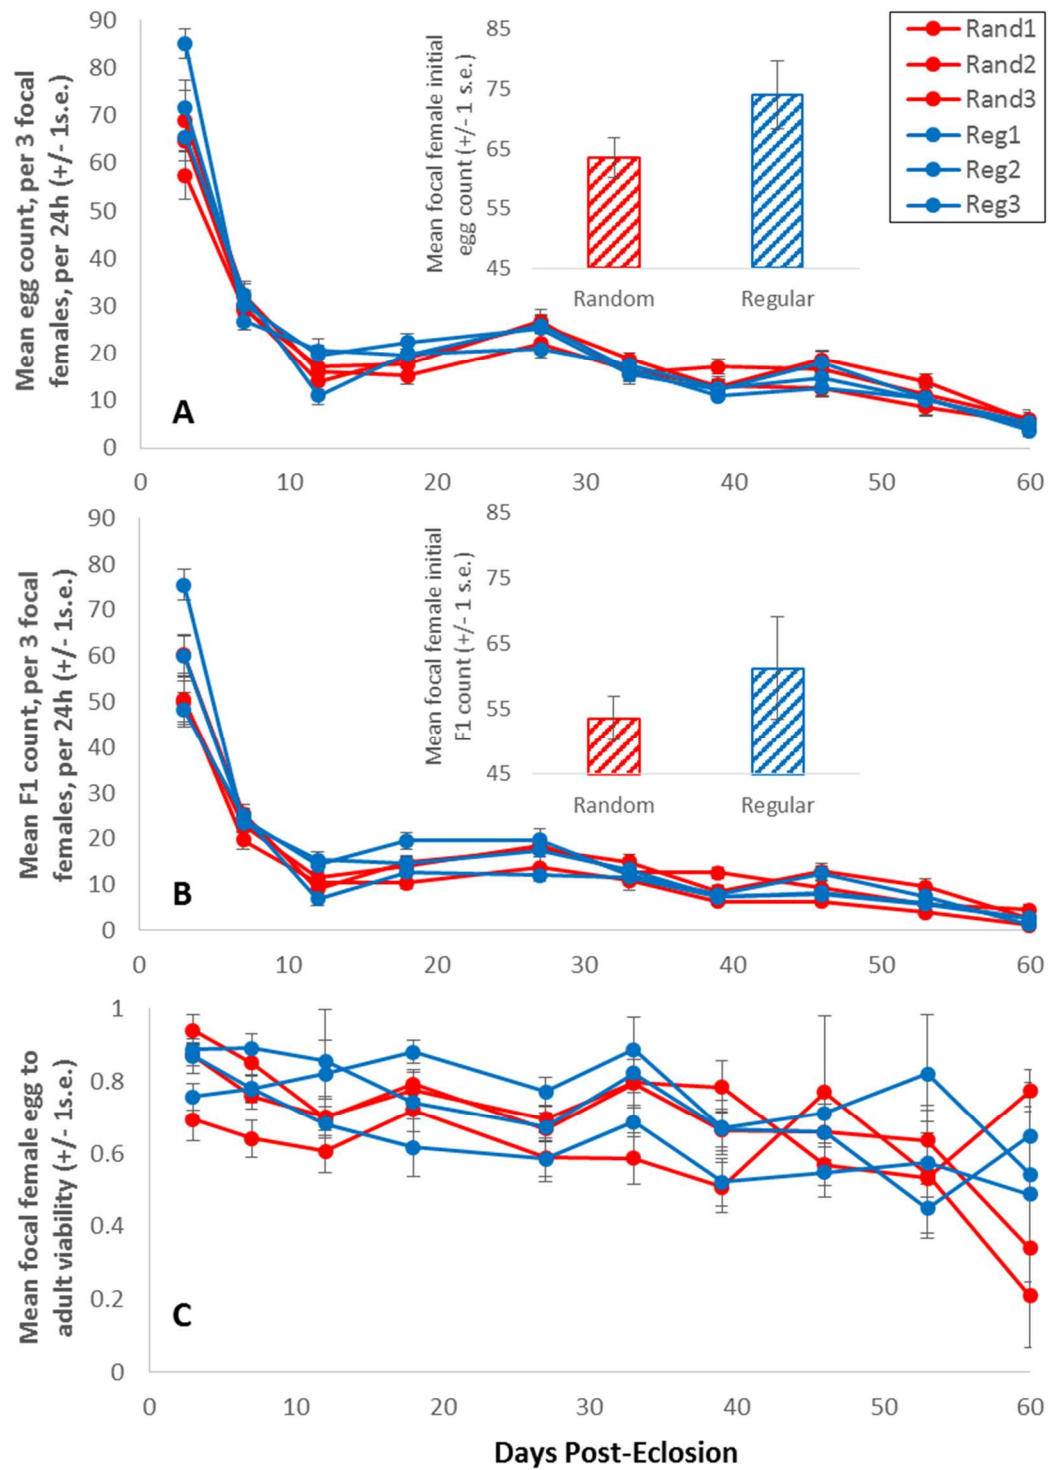 Mean egg count, per 3 focal
females, per 24h (+/- 1s.e.)
90
80
70
60
50
40
30
20
10
0
A
0 10 20 30 40 50 60
Mean focal female initial
egg count (+/- 1 s.e.)
85
75
65
55
45
Random Regular
Rand1
Rand2
Rand3
Reg1
Reg2
Reg3
Mean F1 count, per 3 focal
females, per 24h (+/- 1s.e.)
90
80
70
60
50
40
30
20
10
0
B
0 10 20 30 40 50 60
Mean focal female initial
F1 count (+/- 1 s.e.)
85
75
65
55
45
Random Regular
Mean focal female egg to
adult viability (+/- 1s.e.)
1
0.8
0.6
0.4
0.2
0
C
0 10 20 30 40 50 60
Days Post-Eclosion